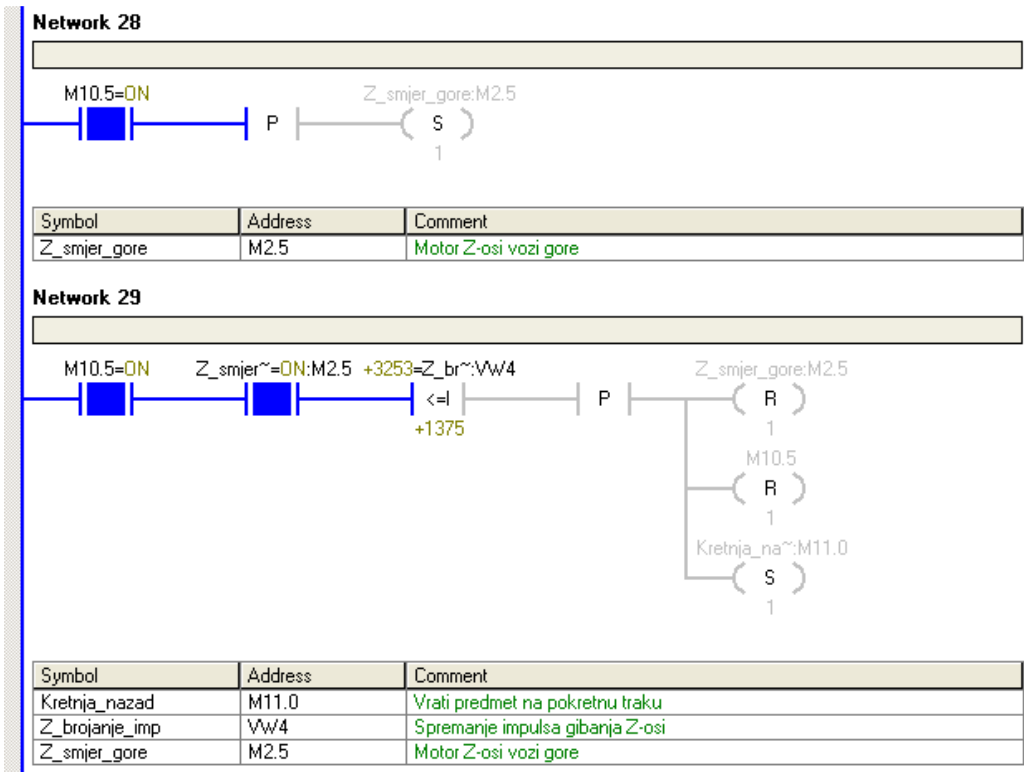 Network 28
M10.5=ON Z_smjer_gore:M2.5
P S
1
Symbol Address Comment
Z_smjer_gore M2.5 Motor Z-osi vozi gore
Network 29
M10.5=ON Z_smjer~=ON:M2.5 +3253=Z_br~:VW4 Z_smjer_gore:M2.5
<=I P R
+1375 1
M10.5
R
1
Kretnja_na~:M11.0
S
1
Symbol Address Comment
Kretnja_nazad M11.0 Vrati predmet na pokretnu traku
Z_brojanje_imp VW4 Spremanje impulsa gibanja Z-osi
Z_smjer_gore M2.5 Motor Z-osi vozi gore